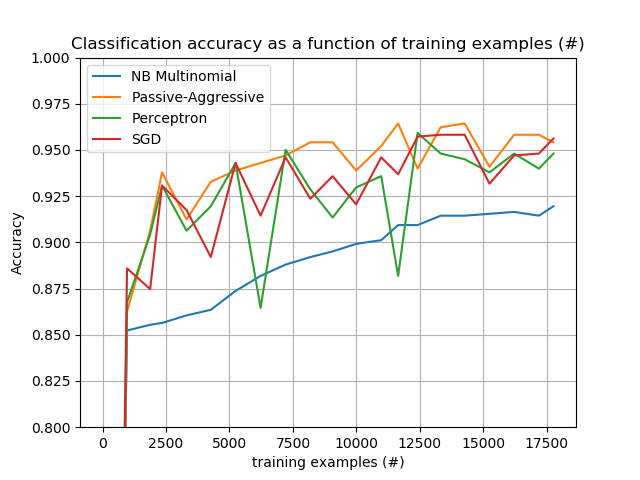 Classification accuracy as a function of training examples (#)
1.000
0.975
0.950
0.925
0.900
0.875
0.850
0.825
0.800
Accuracy
NB Multinomial
Passive-Aggressive
Perceptron
SGD
0 2500 5000 7500 10000 12500 15000 17500
training examples (#)